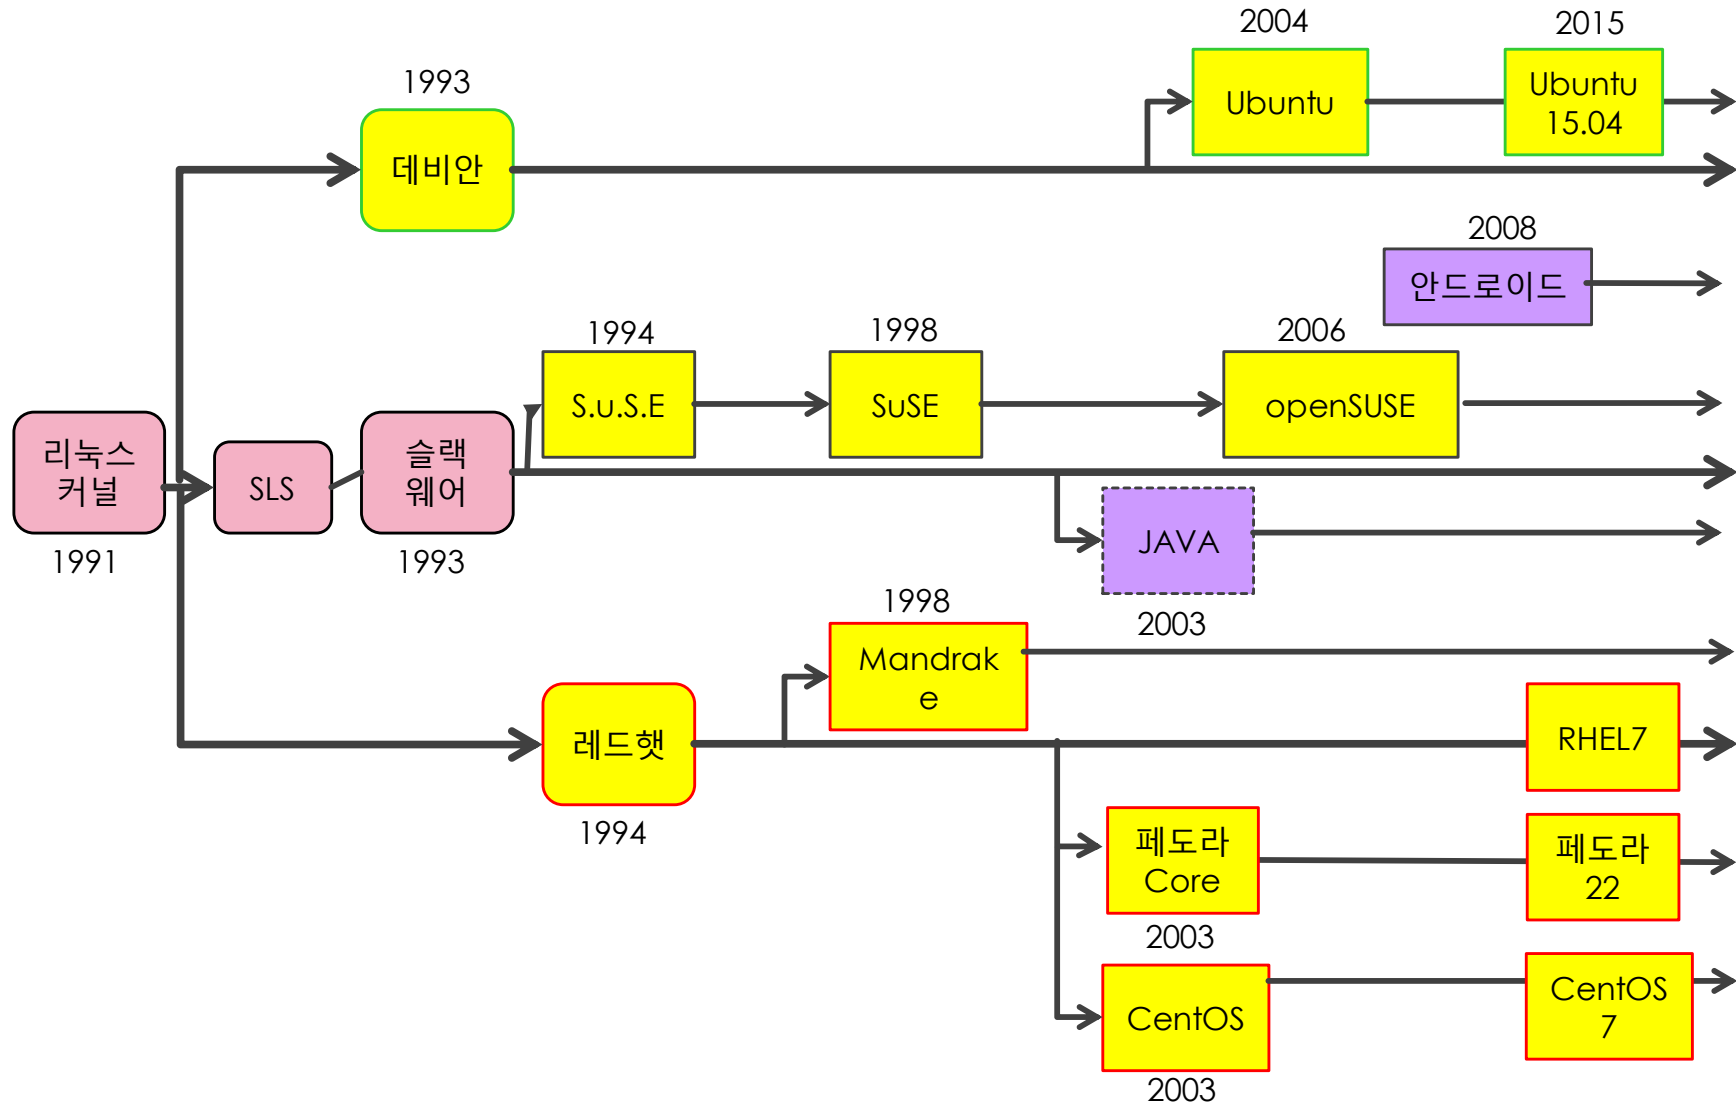 2004
2015
Ubuntu
Ubuntu
15.04
1993
데비안
2008
안드로이드
1994
1998
2006
S.u.S.E
SuSE
openSUSE
리눅스
커널
1991
SLS
슬랙
웨어
1993
JAVA
2003
1998
Mandrak
e
레드햇
1994
RHEL7
페도라
Core
2003
페도라
22
CentOS
2003
CentOS
7